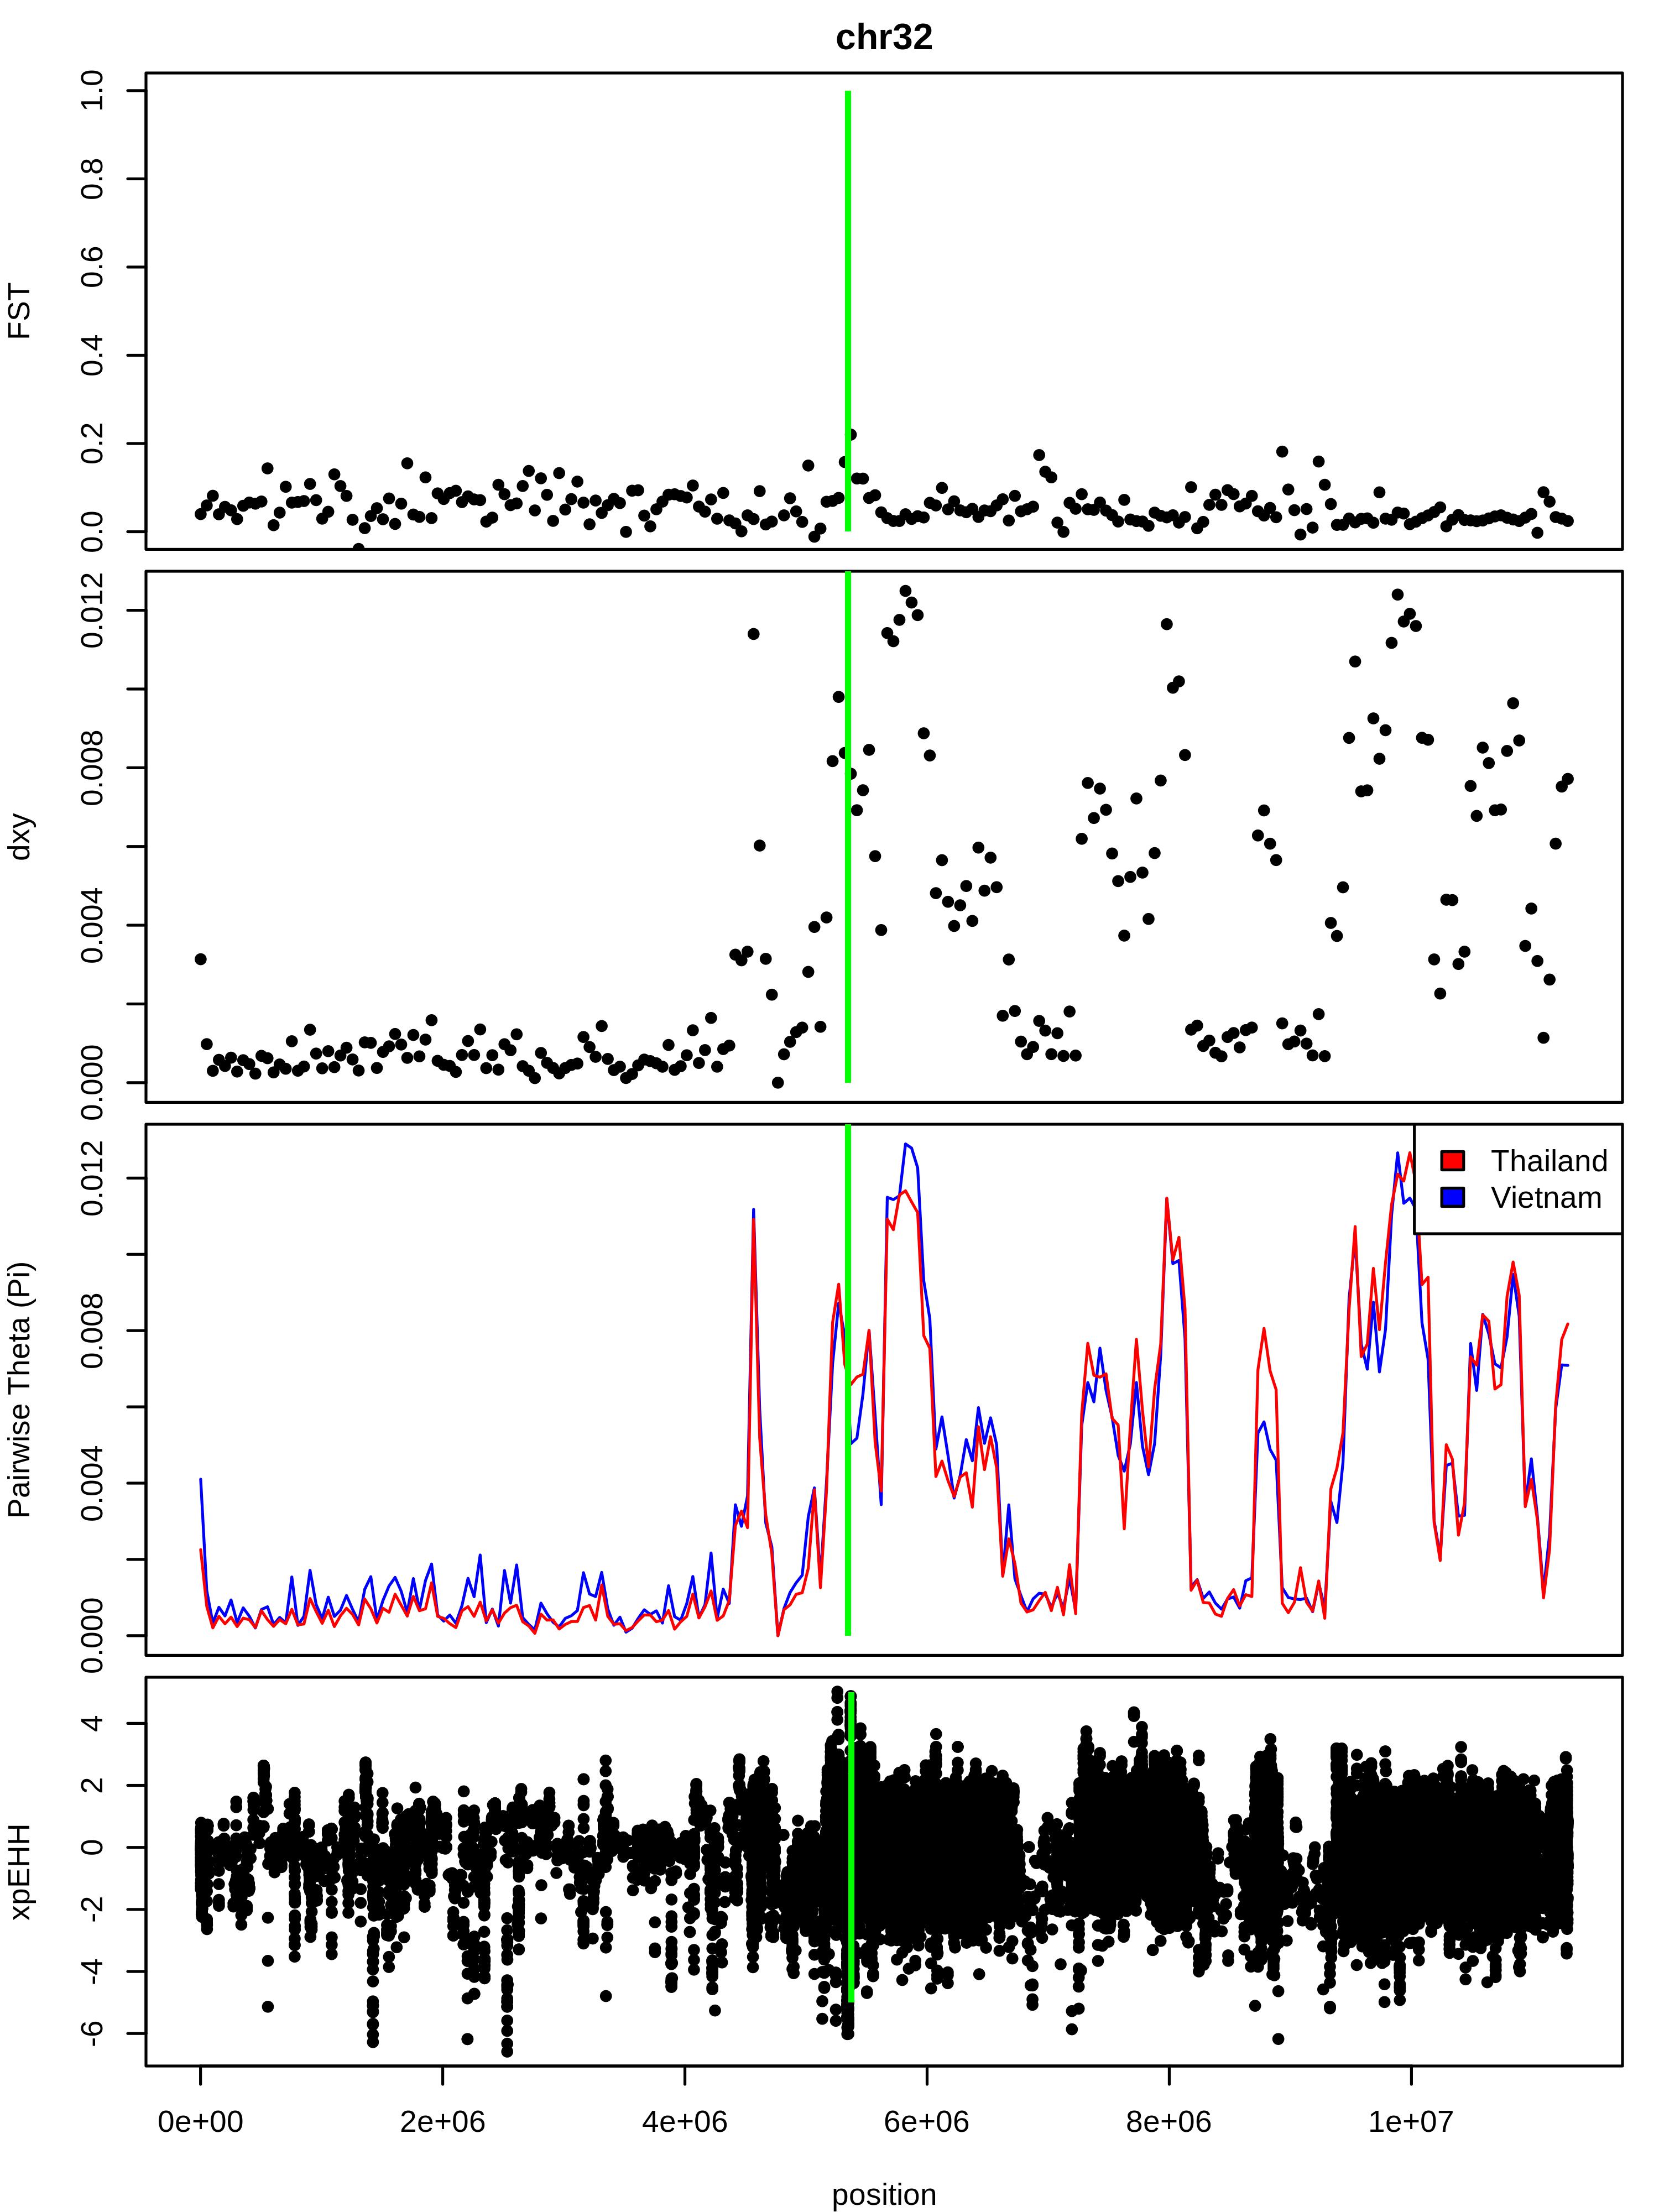 chr32
FST
0.0 0.2 0.4 0.6 0.8 1.0
dxy
0.000 0.004 0.008 0.012
Pairwise Theta (Pi)
0.000 0.004 0.008 0.012
Thailand
Vietnam
xpEHH
-6 -4 -2 0 2 4
0e+00 2e+06 4e+06 6e+06 8e+06 1e+07
position